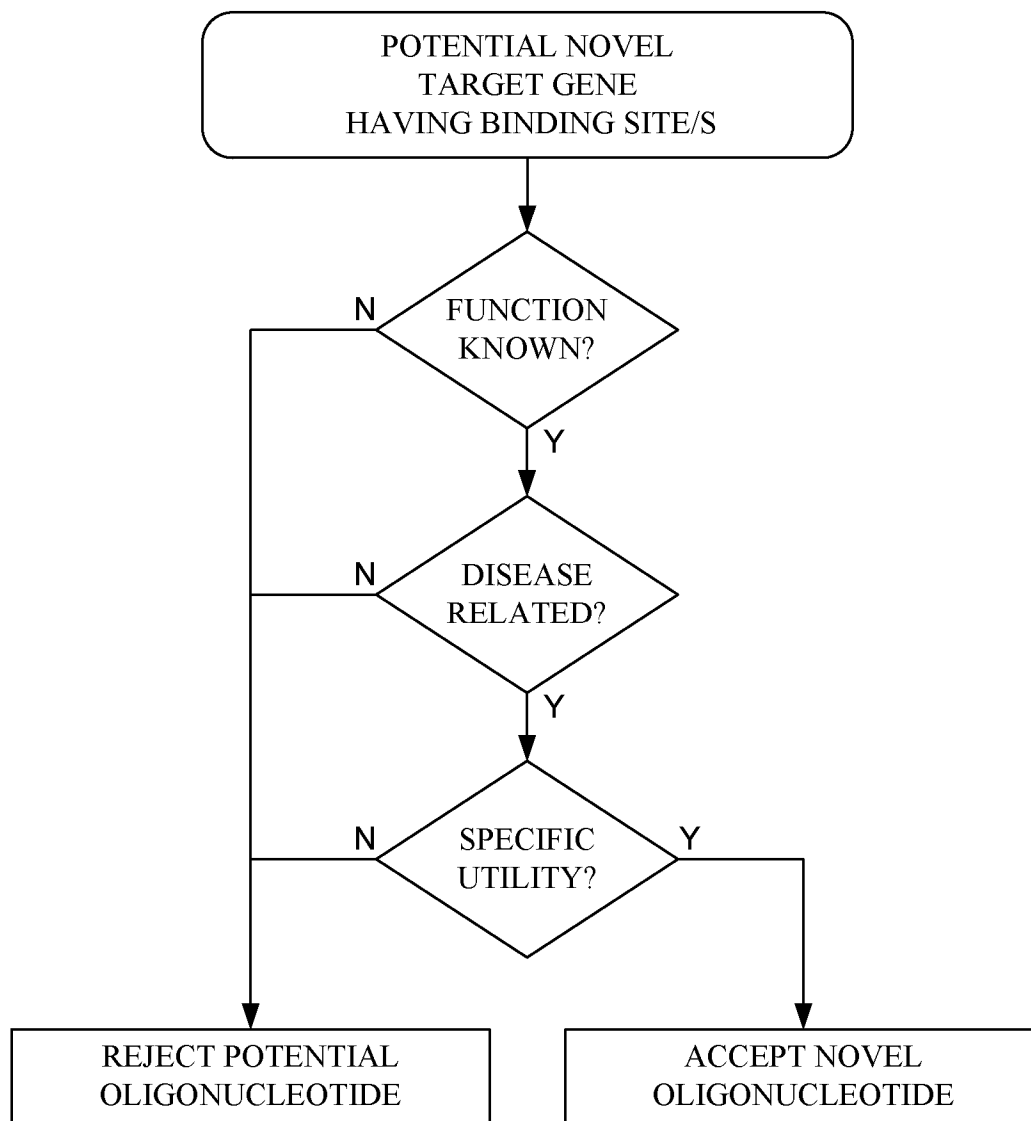 POTENTIAL NOVEL
TARGET GENE
HAVING BINDING SITE/S
N
FUNCTION
KNOWN?
Y
N
DISEASE
RELATED?
Y
N
SPECIFIC
UTILITY?
Y
REJECT POTENTIAL
OLIGONUCLEOTIDE
ACCEPT NOVEL
OLIGONUCLEOTIDE